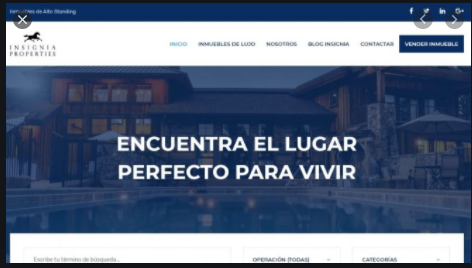 Inmuebles de Alto Standing
INSIGNIA
PROPERTIES
INICIO INMUEBLES DE LUJO NOSOTROS BLOG INSIGNIA CONTACTAR VENDER INMUEBLE
ENCUENTRA EL LUGAR
PERFECTO PARA VIVIR
Escribe tu término de búsqueda... OPERACIÓN (TODAS) CATEGORÍAS